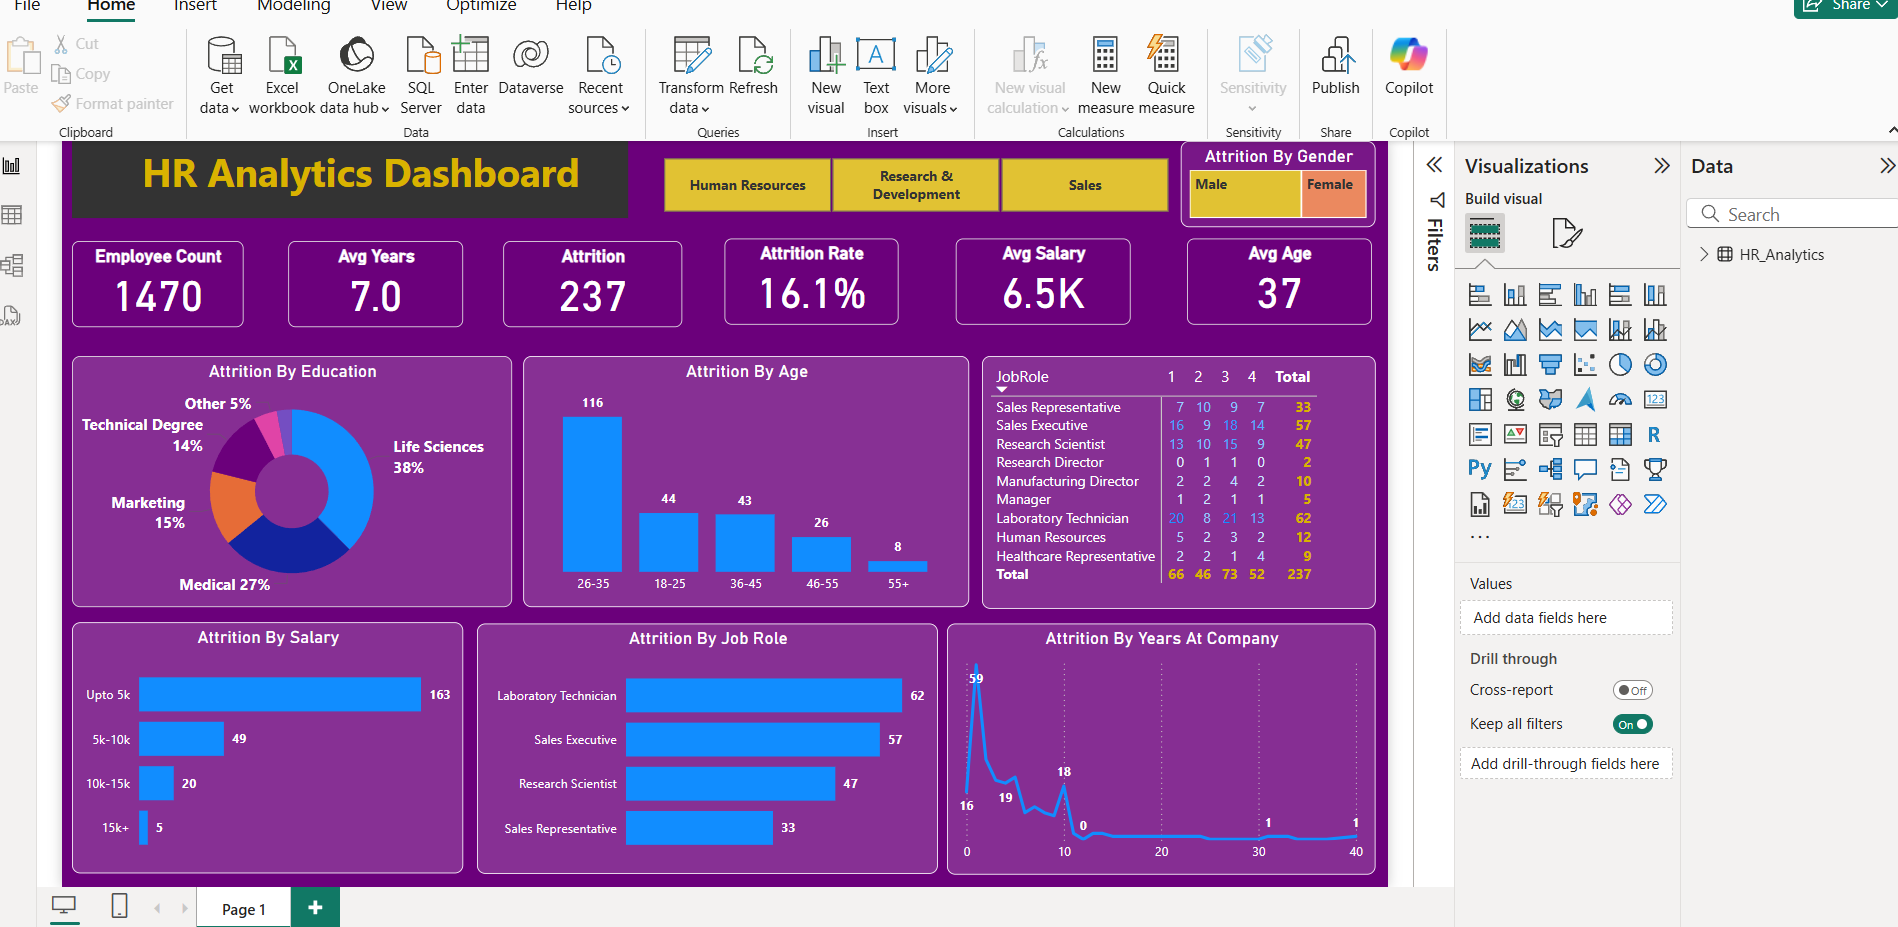 File Home Insert Modeling View Optimize Help Share
Paste
Cut
Copy
Format painter
Clipboard
Get data
Excel workbook
OneLake data hub
SQL Server
Enter data
Dataverse
Recent sources
Data
Transform data
Refresh
Queries
New visual
Text box
More visuals
Insert
New visual calculation
New measure
Quick measure
Calculations
Sensitivity
Sensitivity
Publish
Share
Copilot
Copilot
HR Analytics Dashboard
Human Resources
Research &
Development
Sales
Attrition By Gender
Male Female
Employee Count
1470
Avg Years
7.0
Attrition
237
Attrition Rate
16.1%
Avg Salary
6.5K
Avg Age
37
Attrition By Education
Other 5%
Technical Degree
14%
Life Sciences
38%
Marketing
15%
Medical 27%
Attrition By Age
116
44
43
26
8
26-35 18-25 36-45 46-55 55+
JobRole 1 2 3 4 Total
Sales Representative 7 10 9 7 33
Sales Executive 16 9 18 14 57
Research Scientist 13 10 15 9 47
Research Director 0 1 1 0 2
Manufacturing Director 2 2 4 2 10
Manager 1 2 1 1 5
Laboratory Technician 20 8 21 13 62
Human Resources 5 2 3 2 12
Healthcare Representative 2 2 1 4 9
Total 66 46 73 52 237
Attrition By Salary
Upto 5k 163
5k-10k 49
10k-15k 20
15k+ 5
Attrition By Job Role
Laboratory Technician 62
Sales Executive 57
Research Scientist 47
Sales Representative 33
Attrition By Years At Company
59
16
19
18
0
1
1
0 10 20 30 40
Filters
Visualizations
Build visual
123
R
Py
123
...
Values
Add data fields here
Drill through
Cross-report Off
Keep all filters On
Add drill-through fields here
Data
Search
HR_Analytics
DAX
Page 1